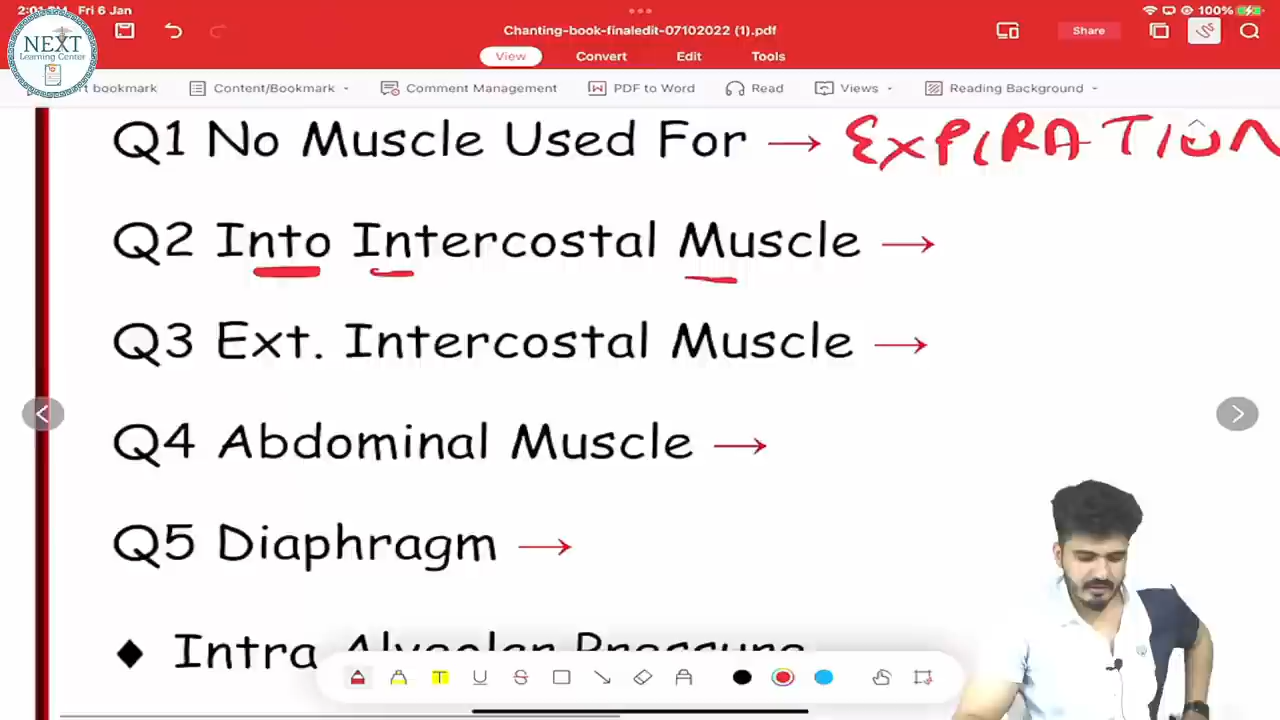 2:01 PM Fri 6 Jan
100%
NEXT
Learning Center
Chanting-book-finaledit-07102022 (1).pdf
Share
View
Convert
Edit
Tools
t bookmark
Content/Bookmark
Comment Management
PDF to Word
Read
Views
Reading Background
Q1 No Muscle Used For → EXPIRATION
Q2 Into Intercostal Muscle →
Q3 Ext. Intercostal Muscle →
Q4 Abdominal Muscle →
Q5 Diaphragm →
◆ Intra Alveolar Pressure